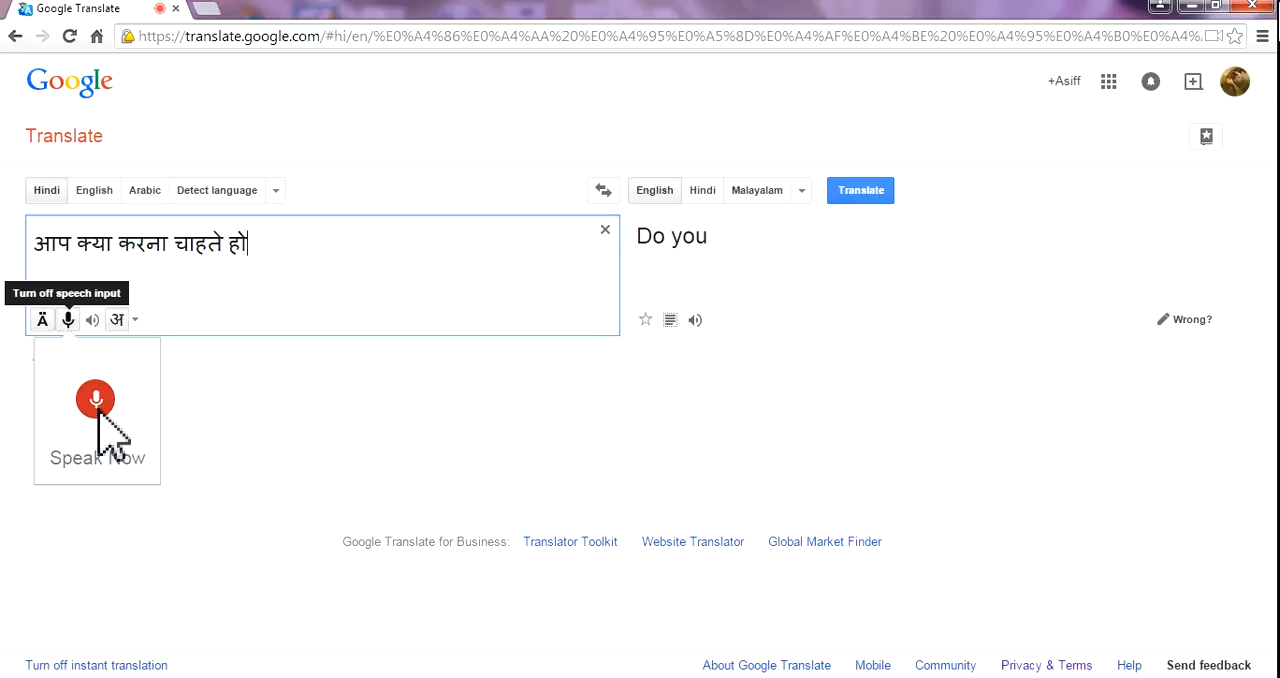 Google Translate
https://translate.google.com/#hi/en/%E0%A4%86%E0%A4%AA%20%E0%A4%95%E0%A5%8D%E0%A4%AF%E0%A4%BE%20%E0%A4%95%E0%A4%B0%E0%A4%
Google
+Asiff
Translate
Hindi English Arabic Detect language
English Hindi Malayalam Translate
आप क्या करना चाहते हो
Do you
Turn off speech input
Ä अ
Wrong?
Speak Now
Google Translate for Business: Translator Toolkit Website Translator Global Market Finder
Turn off instant translation
About Google Translate Mobile Community Privacy & Terms Help Send feedback